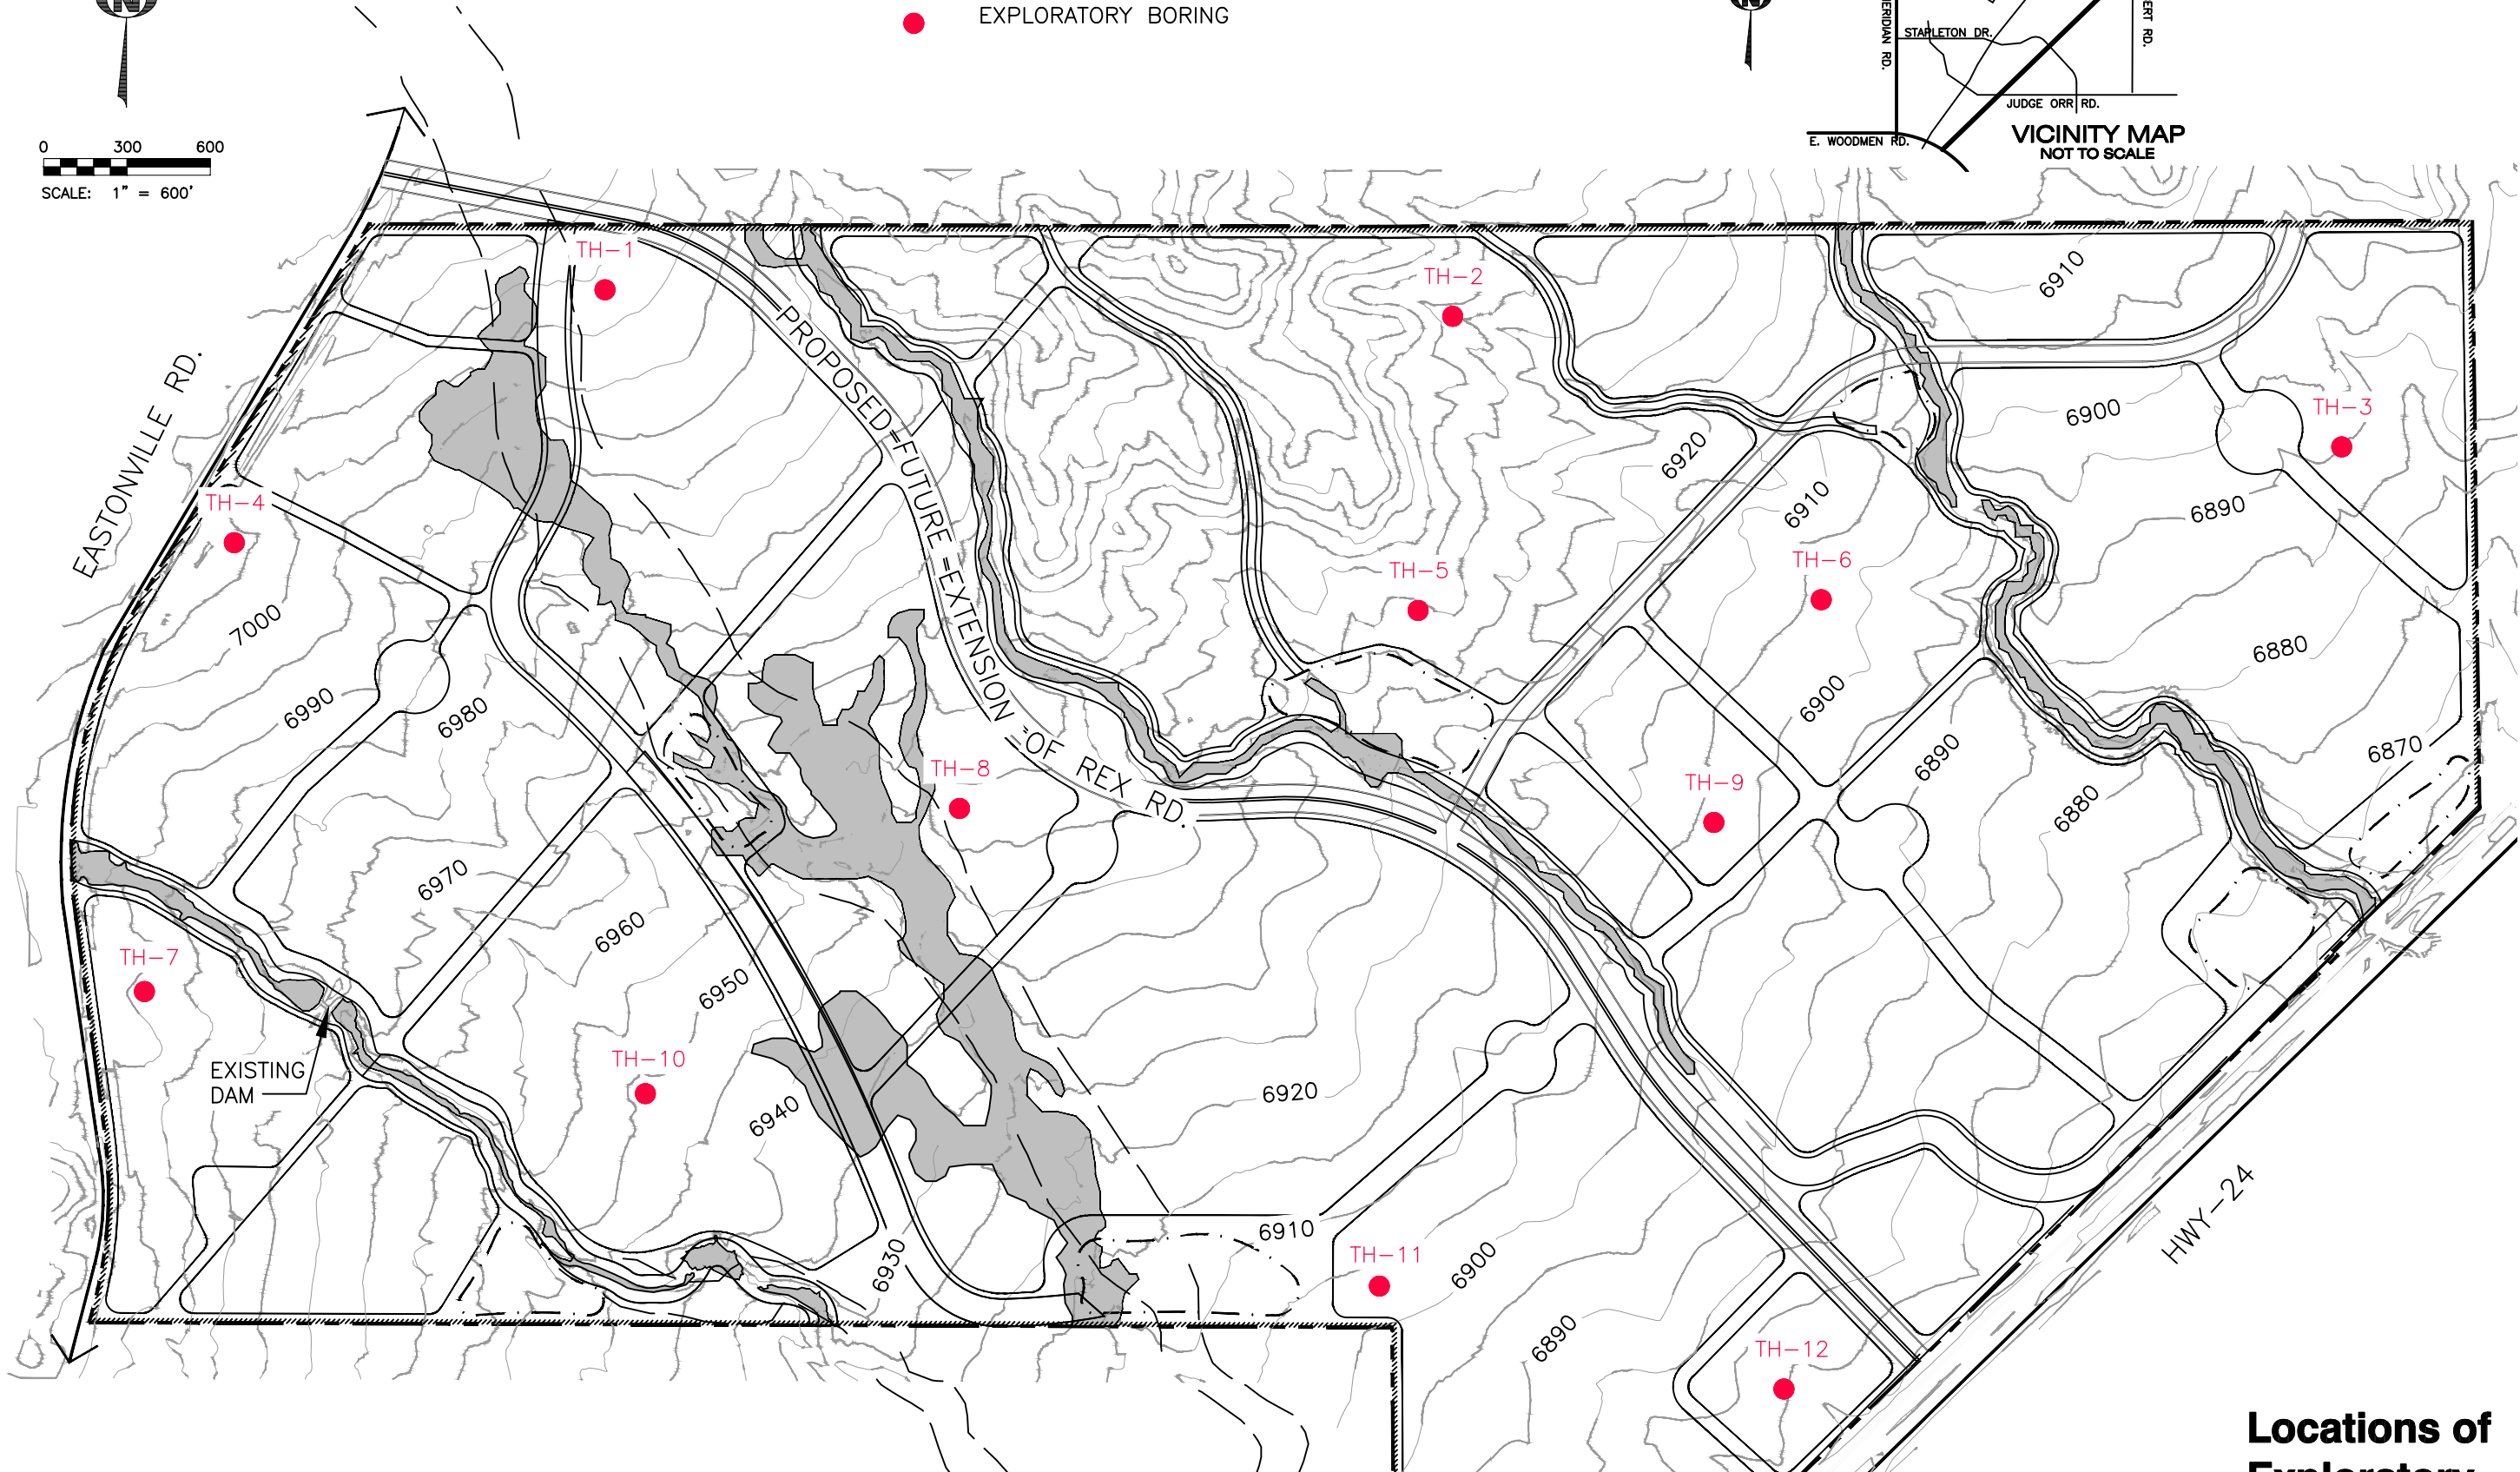 N
EXPLORATORY BORING
N
MERIDIAN RD.
STAPLETON DR.
JUDGE ORR RD.
E. WOODMEN RD.
VICINITY MAP
NOT TO SCALE
0 300 600
SCALE: 1" = 600'
TH-1
TH-2
6910
PROPOSED FUTURE EXTENSION OF REX RD.
EASTONVILLE RD.
TH-3
6900
6920
TH-4
6910
6890
TH-6
TH-5
7000
6880
6990
6980
6900
6870
6890
TH-8
TH-9
6880
6970
6960
TH-7
6950
EXISTING
DAM
TH-10
6940
6920
HWY-24
6910
6930
TH-11
6900
6890
TH-12
Locations of
Exploratory